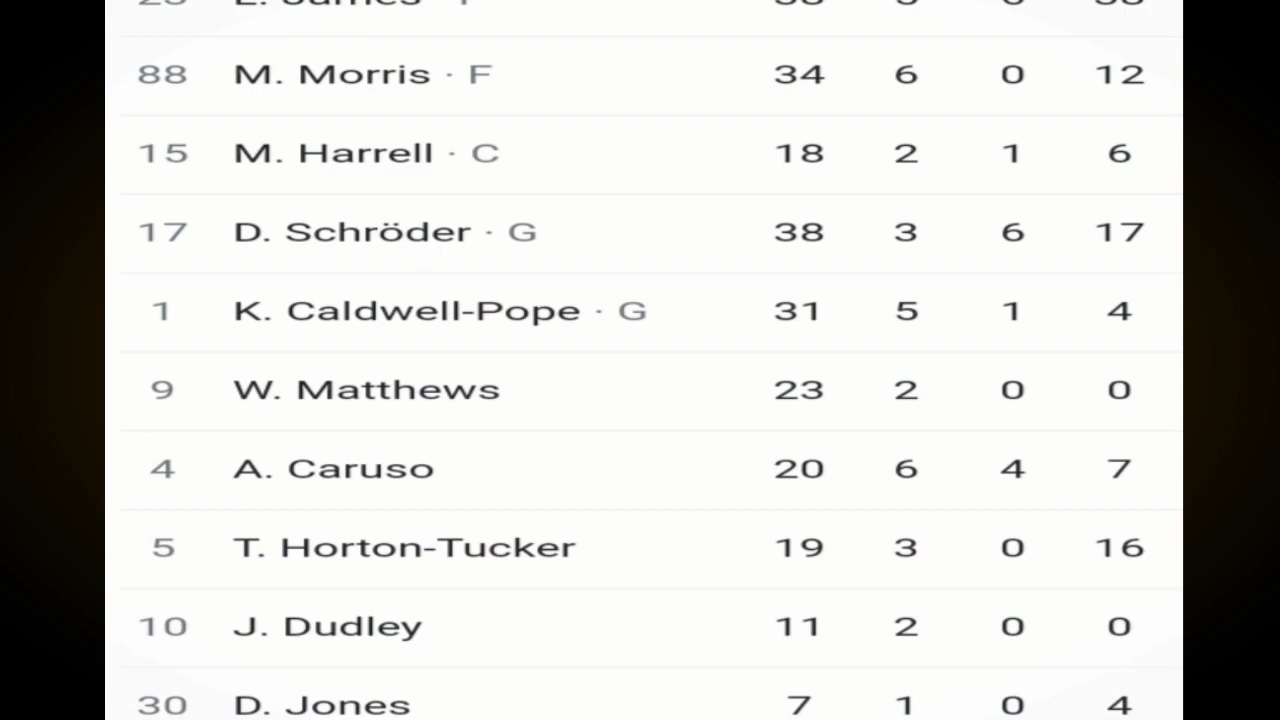 88 M. Morris · F 34 6 0 12
15 M. Harrell · C 18 2 1 6
17 D. Schröder · G 38 3 6 17
1 K. Caldwell-Pope · G 31 5 1 4
9 W. Matthews 23 2 0 0
4 A. Caruso 20 6 4 7
5 T. Horton-Tucker 19 3 0 16
10 J. Dudley 11 2 0 0
30 D. Jones 7 1 0 4